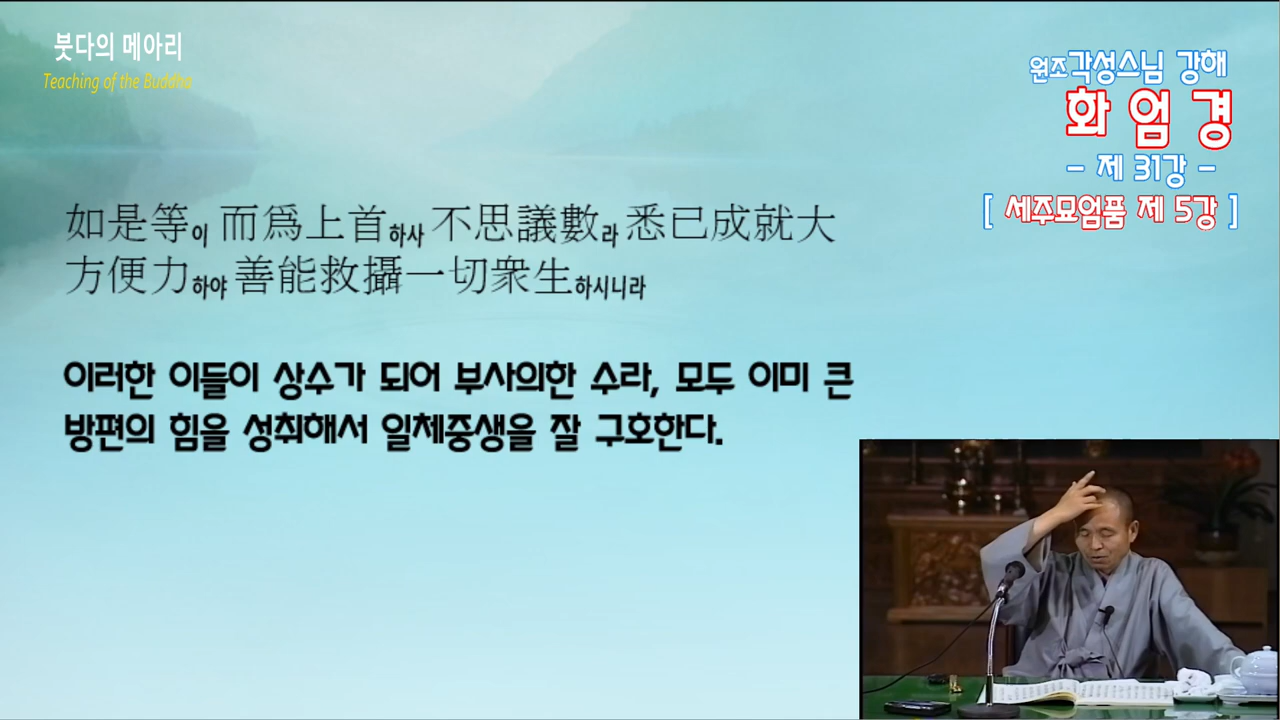 붓다의 메아리
Teaching of the Buddha
원조각성스님 강해
화엄경
- 제 31강 -
[ 세주묘엄품 제 5강 ]
如是等이 而爲上首하사 不思議數라 悉已成就大
方便力하야 善能救攝一切衆生하시니라
이러한 이들이 상수가 되어 부사의한 수라, 모두 이미 큰
방편의 힘을 성취해서 일체중생을 잘 구호한다.